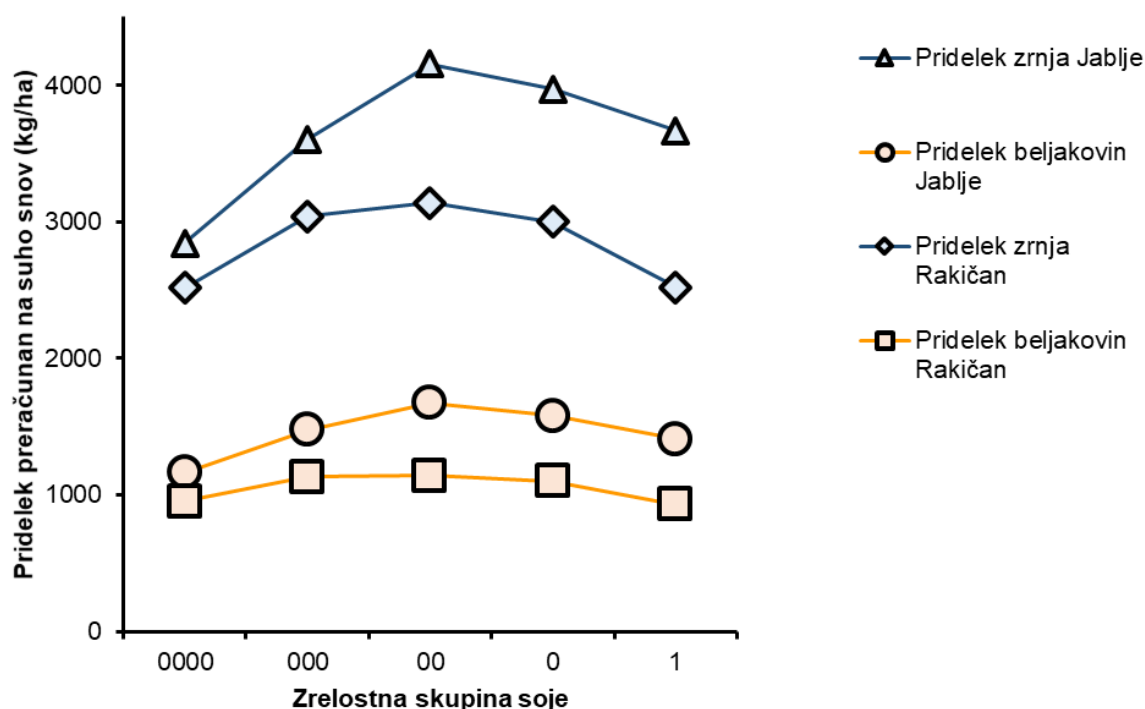 Pridelek preračunan na suho snov (kg/ha)
4000
3000
2000
1000
0
0000 000 00 0 1
Zrelostna skupina soje
Pridelek zrnja Jablje
Pridelek beljakovin
Jablje
Pridelek zrnja
Rakičan
Pridelek beljakovin
Rakičan